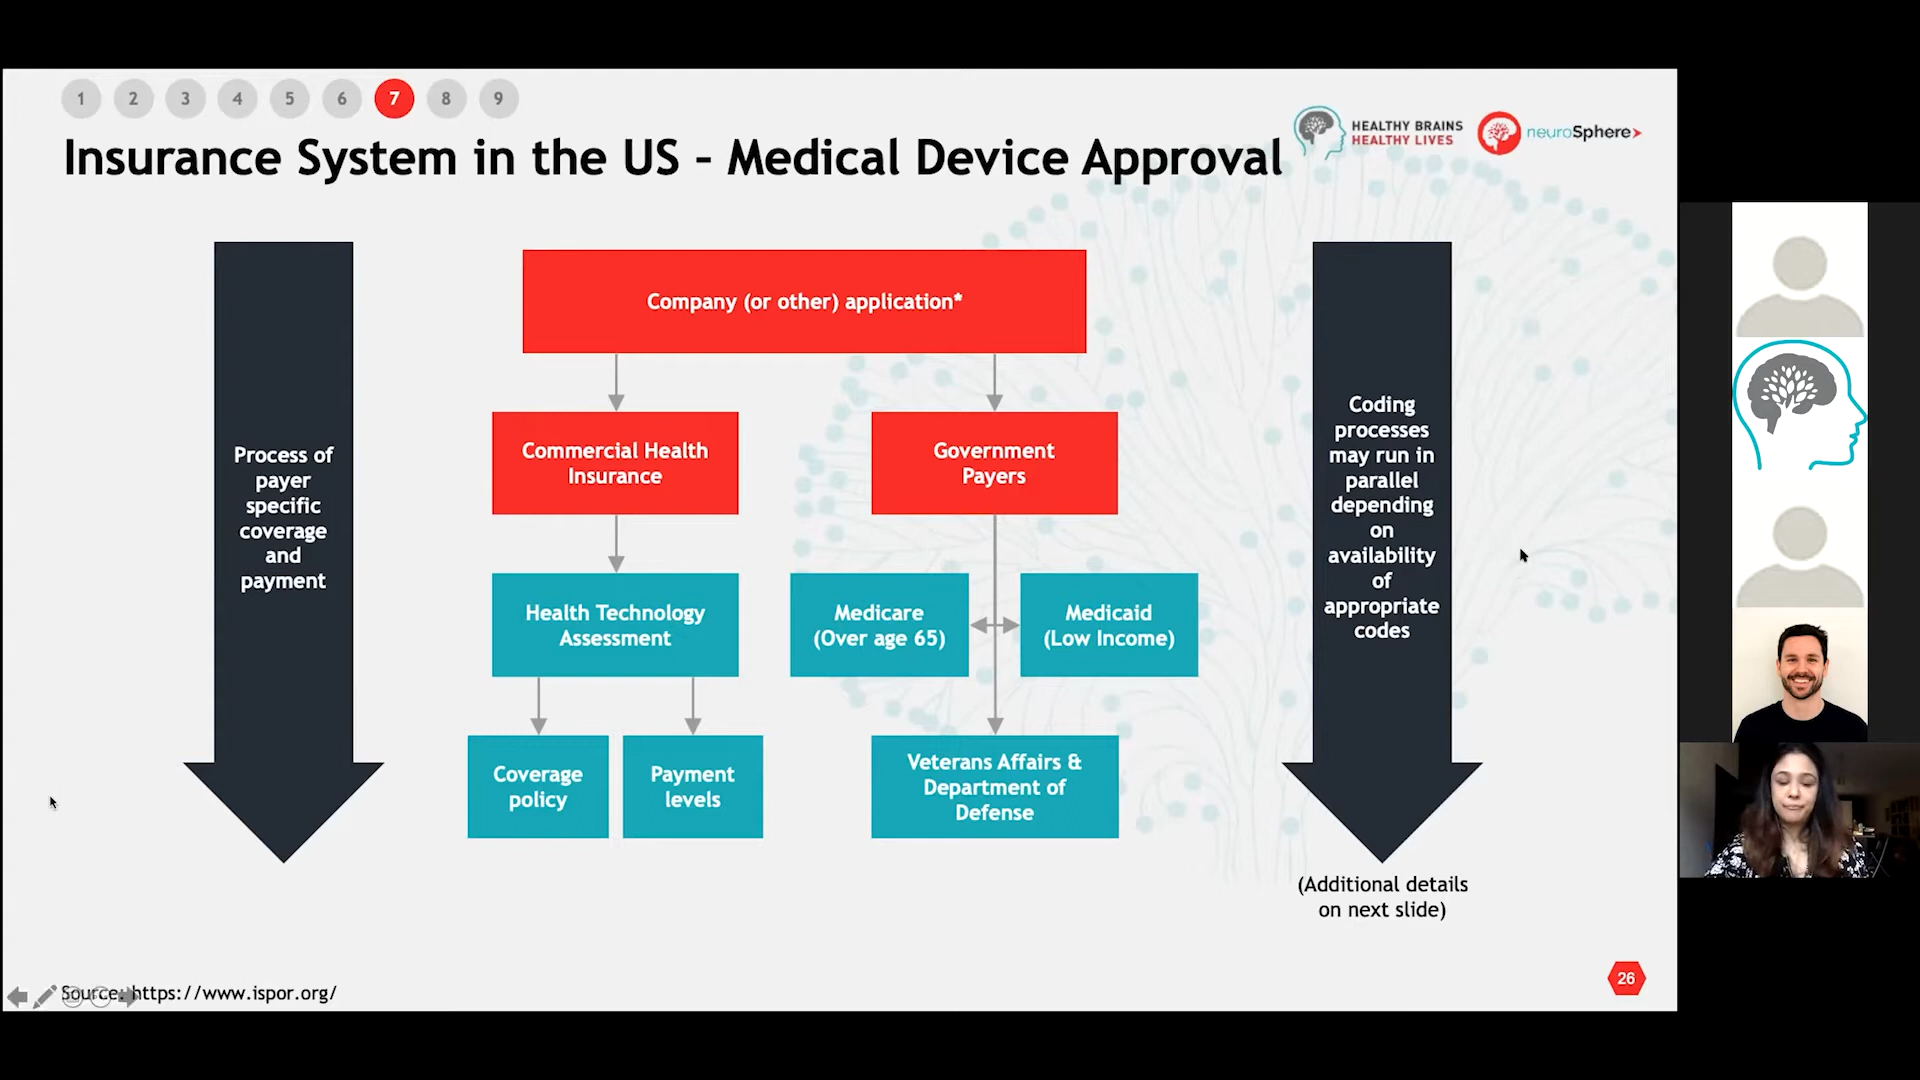 1 2 3 4 5 6 7 8 9
Insurance System in the US – Medical Device Approval
HEALTHY BRAINS
HEALTHY LIVES
neuroSphere
Process of
payer
specific
coverage
and
payment
Company (or other) application*
Commercial Health
Insurance
Government
Payers
Health Technology
Assessment
Medicare
(Over age 65)
Medicaid
(Low Income)
Coverage
policy
Payment
levels
Veterans Affairs &
Department of
Defense
Coding
processes
may run in
parallel
depending
on
availability
of
appropriate
codes
(Additional details
on next slide)
Source: https://www.ispor.org/
26